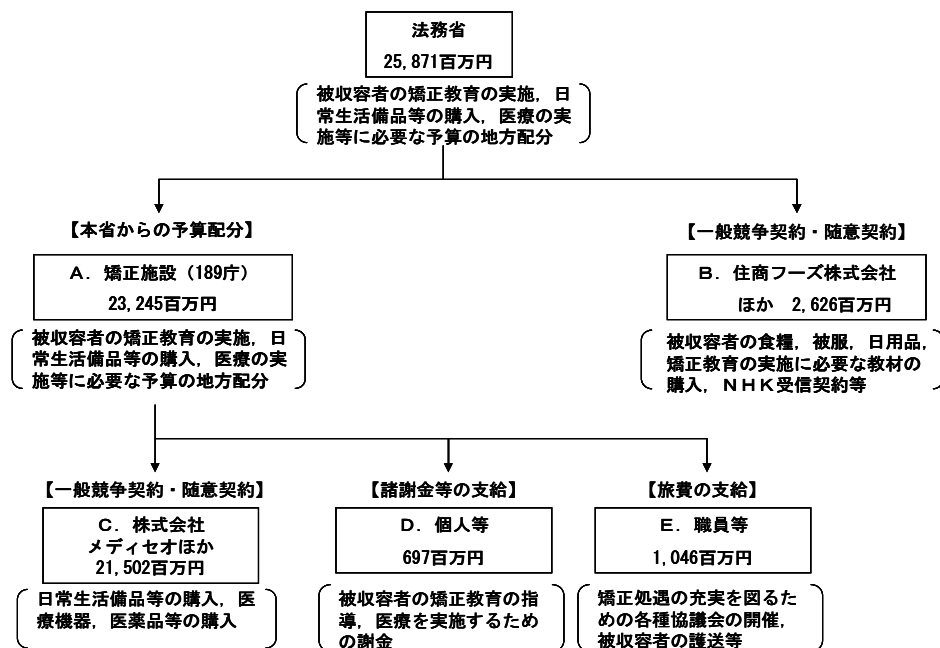 法務省
25,871百万円
被収容者の矯正教育の実施，日
常生活備品等の購入，医療の実
施等に必要な予算の地方配分
【本省からの予算配分】
A．矯正施設（189庁）
23,245百万円
被収容者の矯正教育の実施，日
常生活備品等の購入，医療の実
施等に必要な予算の地方配分
【一般競争契約・随意契約】
B．住商フーズ株式会社
ほか　2,626百万円
被収容者の食糧，被服，日用品，
矯正教育の実施に必要な教材の
購入，ＮＨＫ受信契約等
【一般競争契約・随意契約】
C．株式会社
メディセオほか
21,502百万円
日常生活備品等の購入，医
療機器，医薬品等の購入
【諸謝金等の支給】
D．個人等
697百万円
被収容者の矯正教育の指
導，医療を実施するため
の謝金
【旅費の支給】
E．職員等
1,046百万円
矯正処遇の充実を図るた
めの各種協議会の開催，
被収容者の護送等